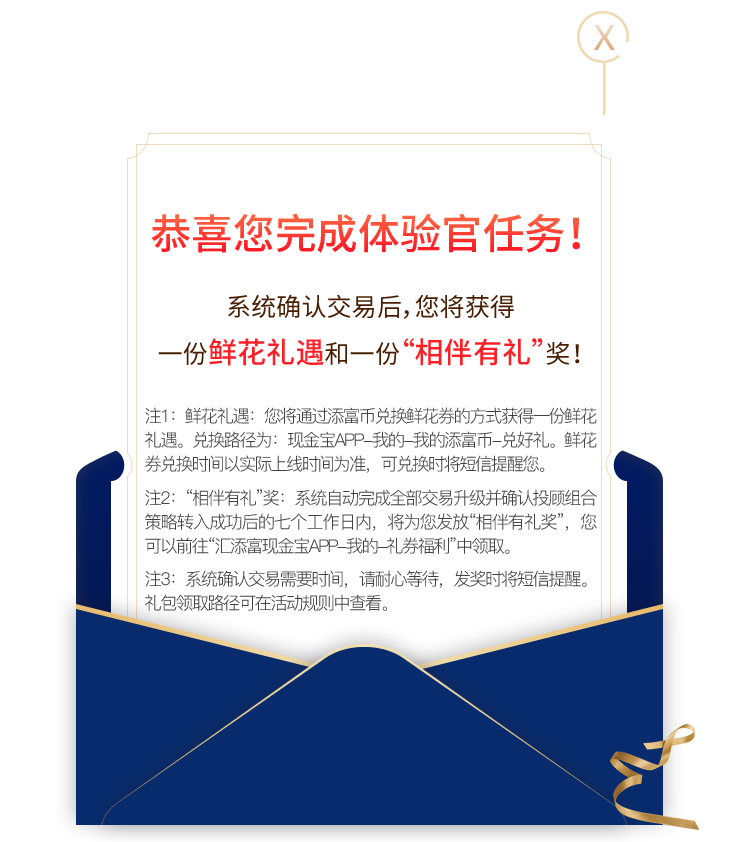 X
恭喜您完成体验官任务！
系统确认交易后，您将获得
一份鲜花礼遇和一份“相伴有礼”奖！
注1：鲜花礼遇：您将通过添富币兑换鲜花券的方式获得一份鲜花
礼遇。兑换路径为：现金宝APP-我的-我的添富币-兑好礼。鲜花
券兑换时间以实际上线时间为准，可兑换时将短信提醒您。
注2：“相伴有礼”奖：系统自动完成全部交易升级并确认投顾组合
策略转入成功后的七个工作日内，将为您发放“相伴有礼奖”，您
可以前往“汇添富现金宝APP-我的-礼券福利”中领取。
注3：系统确认交易需要时间，请耐心等待，发奖时将短信提醒。
礼包领取路径可在活动规则中查看。